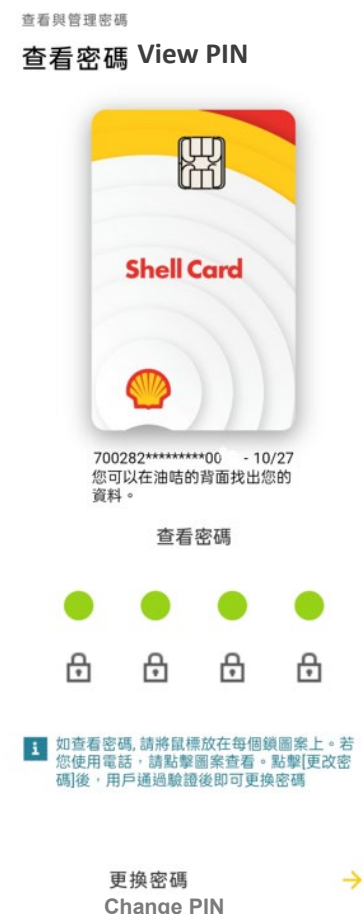 查看與管理密碼
查看密碼 View PIN
Shell Card
700282*********00 - 10/27
您可以在油咭的背面找出您的
資料。
查看密碼
i 如查看密碼, 請將鼠標放在每個鎖圖案上。若
您使用電話，請點擊圖案查看。點擊[更改密
碼]後，用戶通過驗證後即可更換密碼
更換密碼
Change PIN